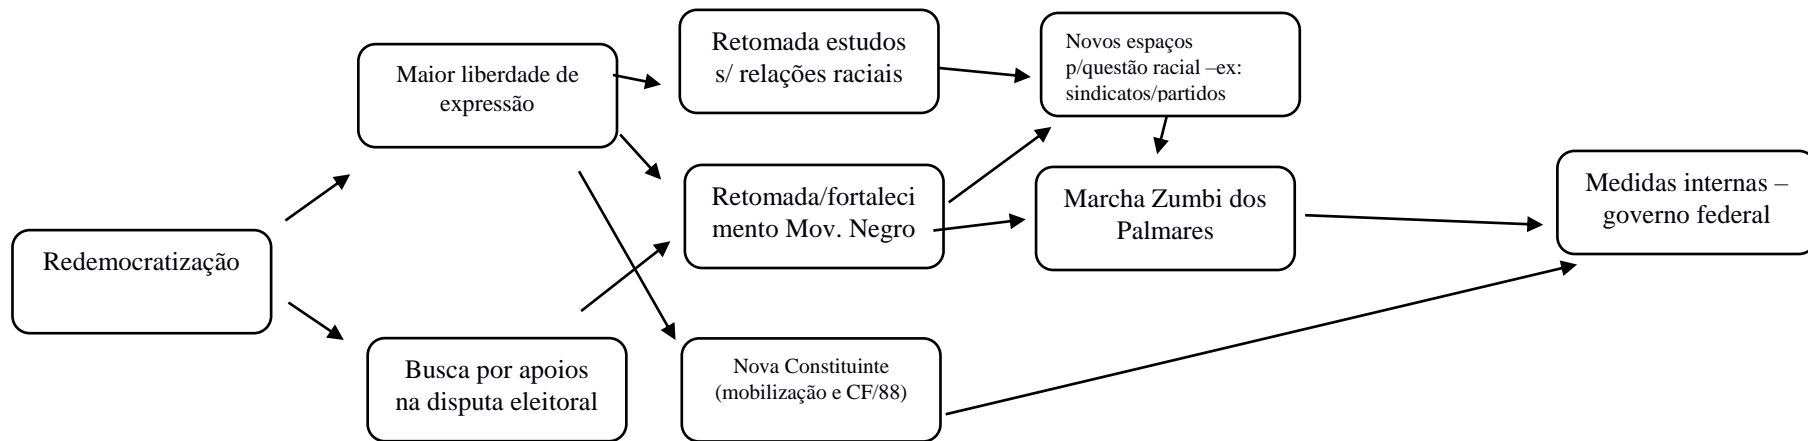 Redemocratização
Maior liberdade de
expressão
Busca por apoios
na disputa eleitoral
Retomada estudos
s/ relações raciais
Retomada/fortaleci
mento Mov. Negro
Nova Constituinte
(mobilização e CF/88)
Novos espaços
p/questão racial –ex:
sindicatos/partidos
Marcha Zumbi dos
Palmares
Medidas internas –
governo federal